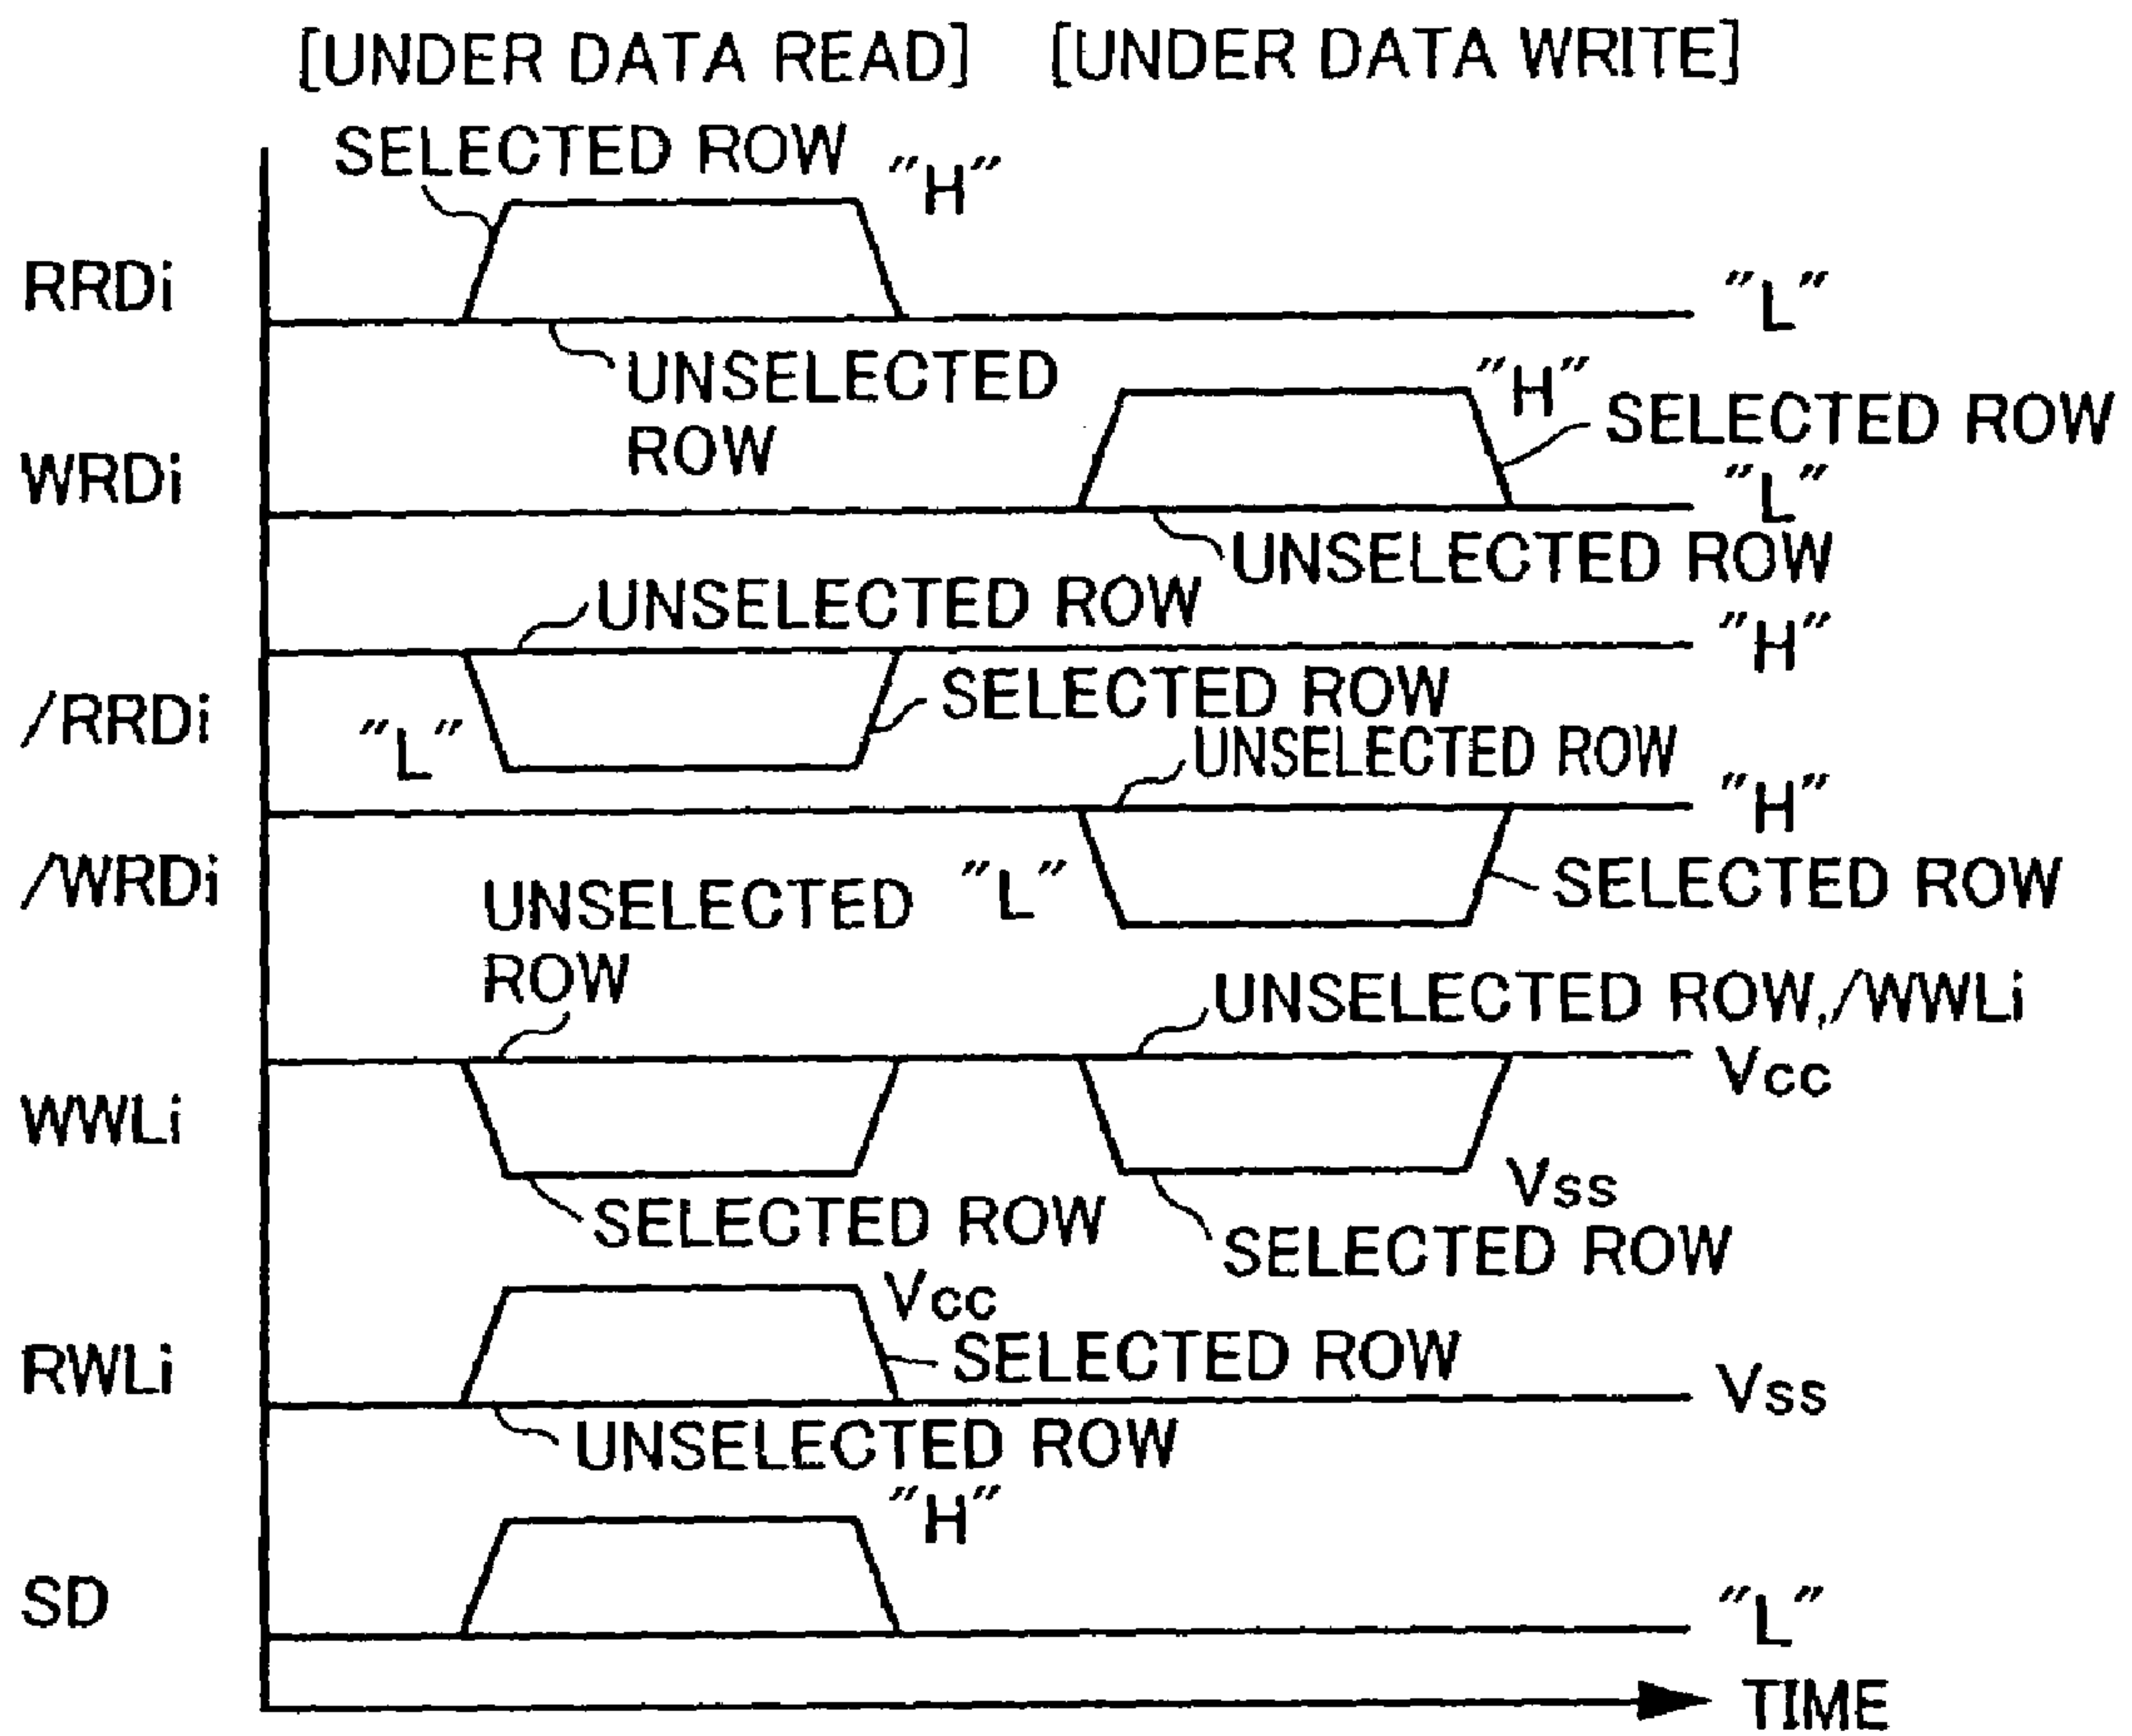 [UNDER DATA READ] [UNDER DATA WRITE]
SELECTED ROW "H"
RRDi "L"
UNSELECTED
ROW
"H" SELECTED ROW
WRDi "L"
UNSELECTED ROW
UNSELECTED ROW "H"
/RRDi "L" SELECTED ROW
UNSELECTED ROW "H"
/WRDi "L" SELECTED ROW
UNSELECTED
ROW
UNSELECTED ROW,/WWLi
Vcc
WWLi
Vss
SELECTED ROW SELECTED ROW
Vcc
RWLi SELECTED ROW Vss
UNSELECTED ROW
"H"
SD "L"
TIME